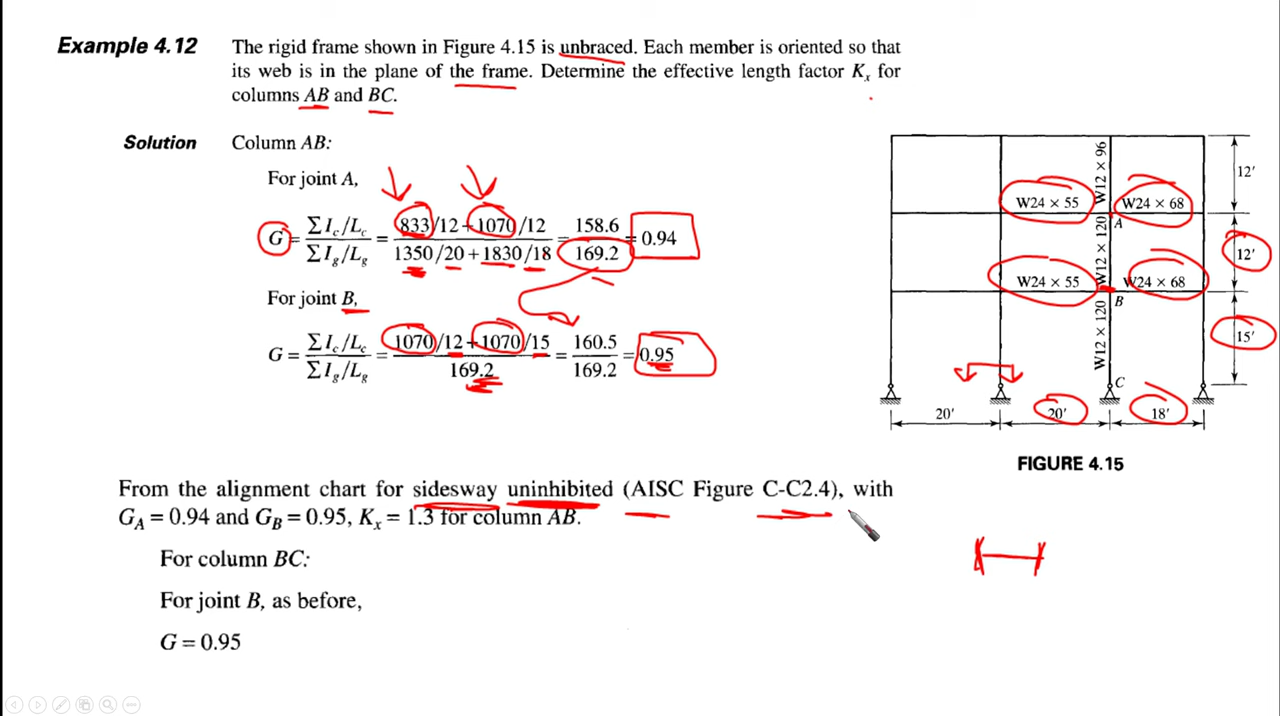 Example 4.12
The rigid frame shown in Figure 4.15 is unbraced. Each member is oriented so that
its web is in the plane of the frame. Determine the effective length factor Kx for
columns AB and BC.
Solution
Column AB:
For joint A,
G = ΣIc/Lc / ΣIg/Lg = 833/12 + 1070/12 / 1350/20 + 1830/18 = 158.6 / 169.2 = 0.94
For joint B,
G = ΣIc/Lc / ΣIg/Lg = 1070/12 + 1070/15 / 169.2 = 160.5 / 169.2 = 0.95
From the alignment chart for sidesway uninhibited (AISC Figure C-C2.4), with
GA = 0.94 and GB = 0.95, Kx = 1.3 for column AB.
For column BC:
For joint B, as before,
G = 0.95
W12 × 96
12'
W24 × 55
W24 × 68
A
W12 × 120
12'
W24 × 55
W24 × 68
B
W12 × 120
15'
C
20'
20'
18'
FIGURE 4.15